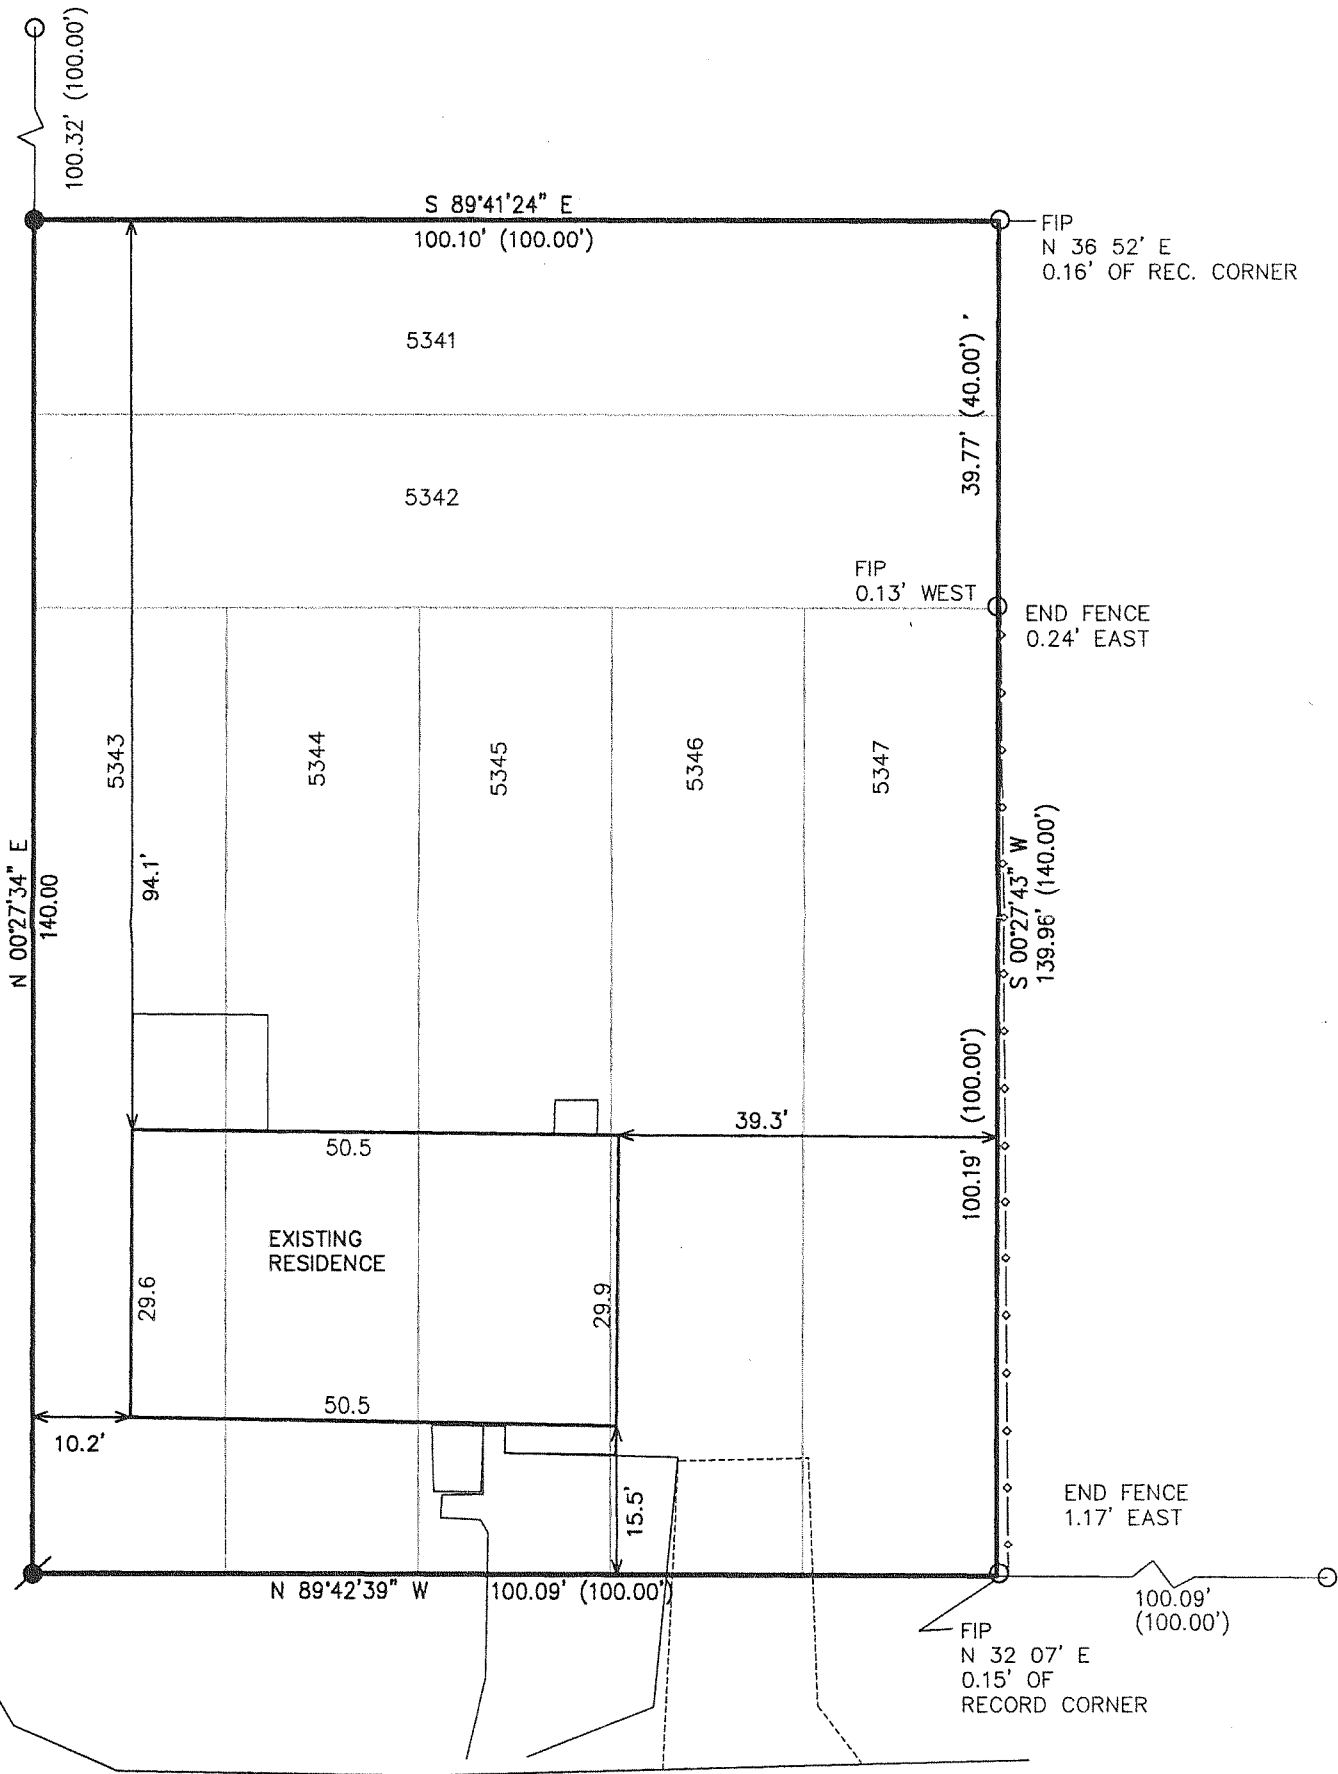 100.32' (100.00')
S 89°41'24" E
100.10' (100.00')
FIP
N 36 52' E
0.16' OF REC. CORNER
5341
39.77' (40.00') '
5342
FIP
0.13' WEST
END FENCE
0.24' EAST
5343
5344
5345
5346
5347
94.1'
N 00°27'34" E
140.00
S 00°27'43" W
139.96' (140.00')
39.3'
100.19' (100.00')
50.5
EXISTING
RESIDENCE
29.6
29.9
50.5
10.2'
15.5'
END FENCE
1.17' EAST
N 89°42'39" W 100.09' (100.00')
100.09'
(100.00')
FIP
N 32 07' E
0.15' OF
RECORD CORNER